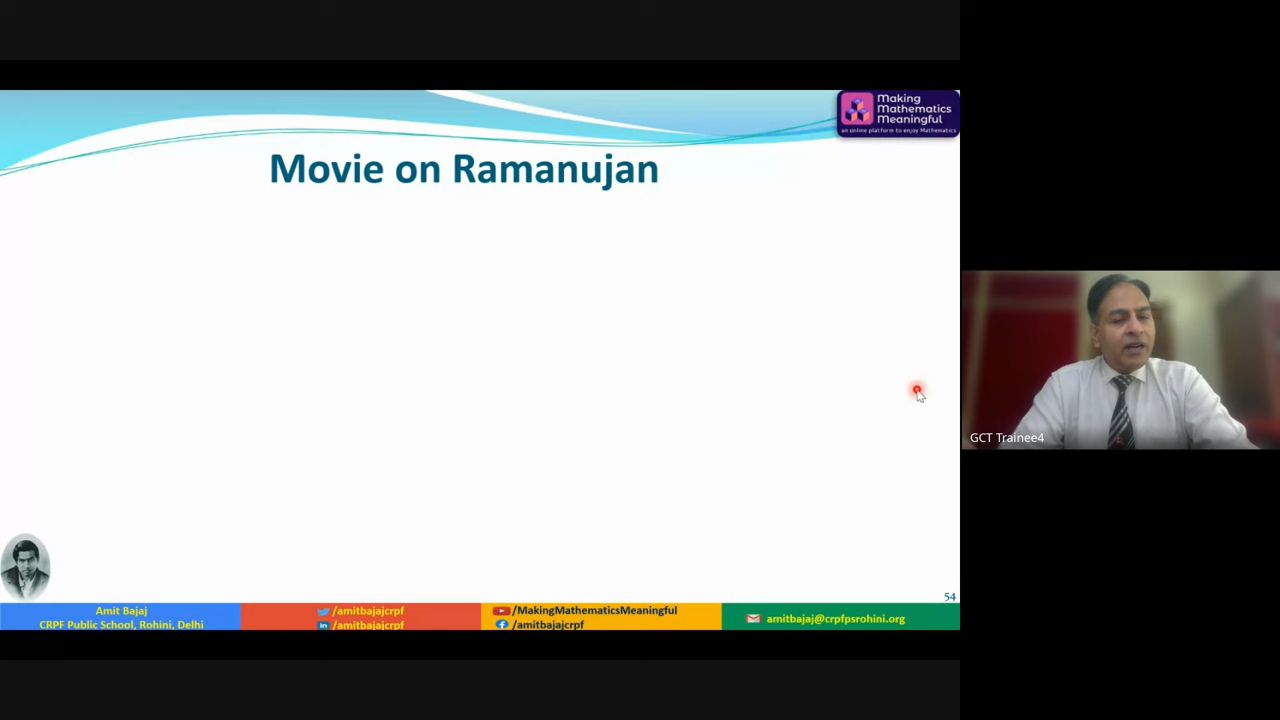 Making
Mathematics
Meaningful
an online platform to enjoy Mathematics
Movie on Ramanujan
GCT Trainee4
54
Amit Bajaj
CRPF Public School, Rohini, Delhi
/amitbajajcrpf
/amitbajajcrpf
/MakingMathematicsMeaningful
/amitbajajcrpf
amitbajaj@crpfpsrohini.org